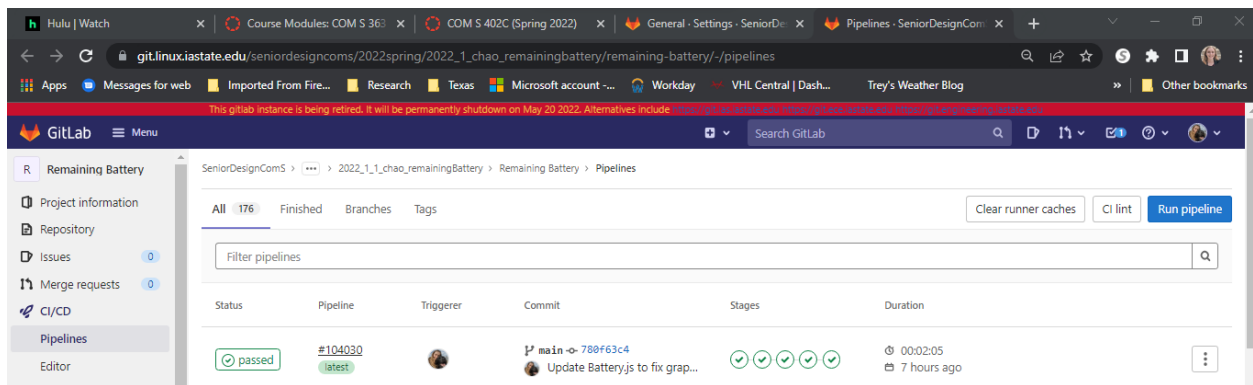 Hulu | Watch
Course Modules: COM S 363
COM S 402C (Spring 2022)
General · Settings · SeniorDe
Pipelines · SeniorDesignCom
git.linux.iastate.edu/seniordesigncoms/2022spring/2022_1_chao_remainingbattery/remaining-battery/-/pipelines
Apps Messages for web Imported From Fire... Research Texas Microsoft account -... Workday VHL Central | Dash... Trey's Weather Blog » Other bookmarks
This gitlab instance is being retired. It will be permanently shutdown on May 20 2022. Alternatives include
GitLab Menu Search GitLab 1
R Remaining Battery
SeniorDesignComS > ... > 2022_1_1_chao_remainingBattery > Remaining Battery > Pipelines
Project information
Repository
Issues 0
Merge requests 0
CI/CD
Pipelines
Editor
All 176 Finished Branches Tags Clear runner caches CI lint Run pipeline
Filter pipelines
Status Pipeline Triggerer Commit Stages Duration
passed #104030 main 780f63c4 00:02:05
latest Update Battery.js to fix grap... 7 hours ago